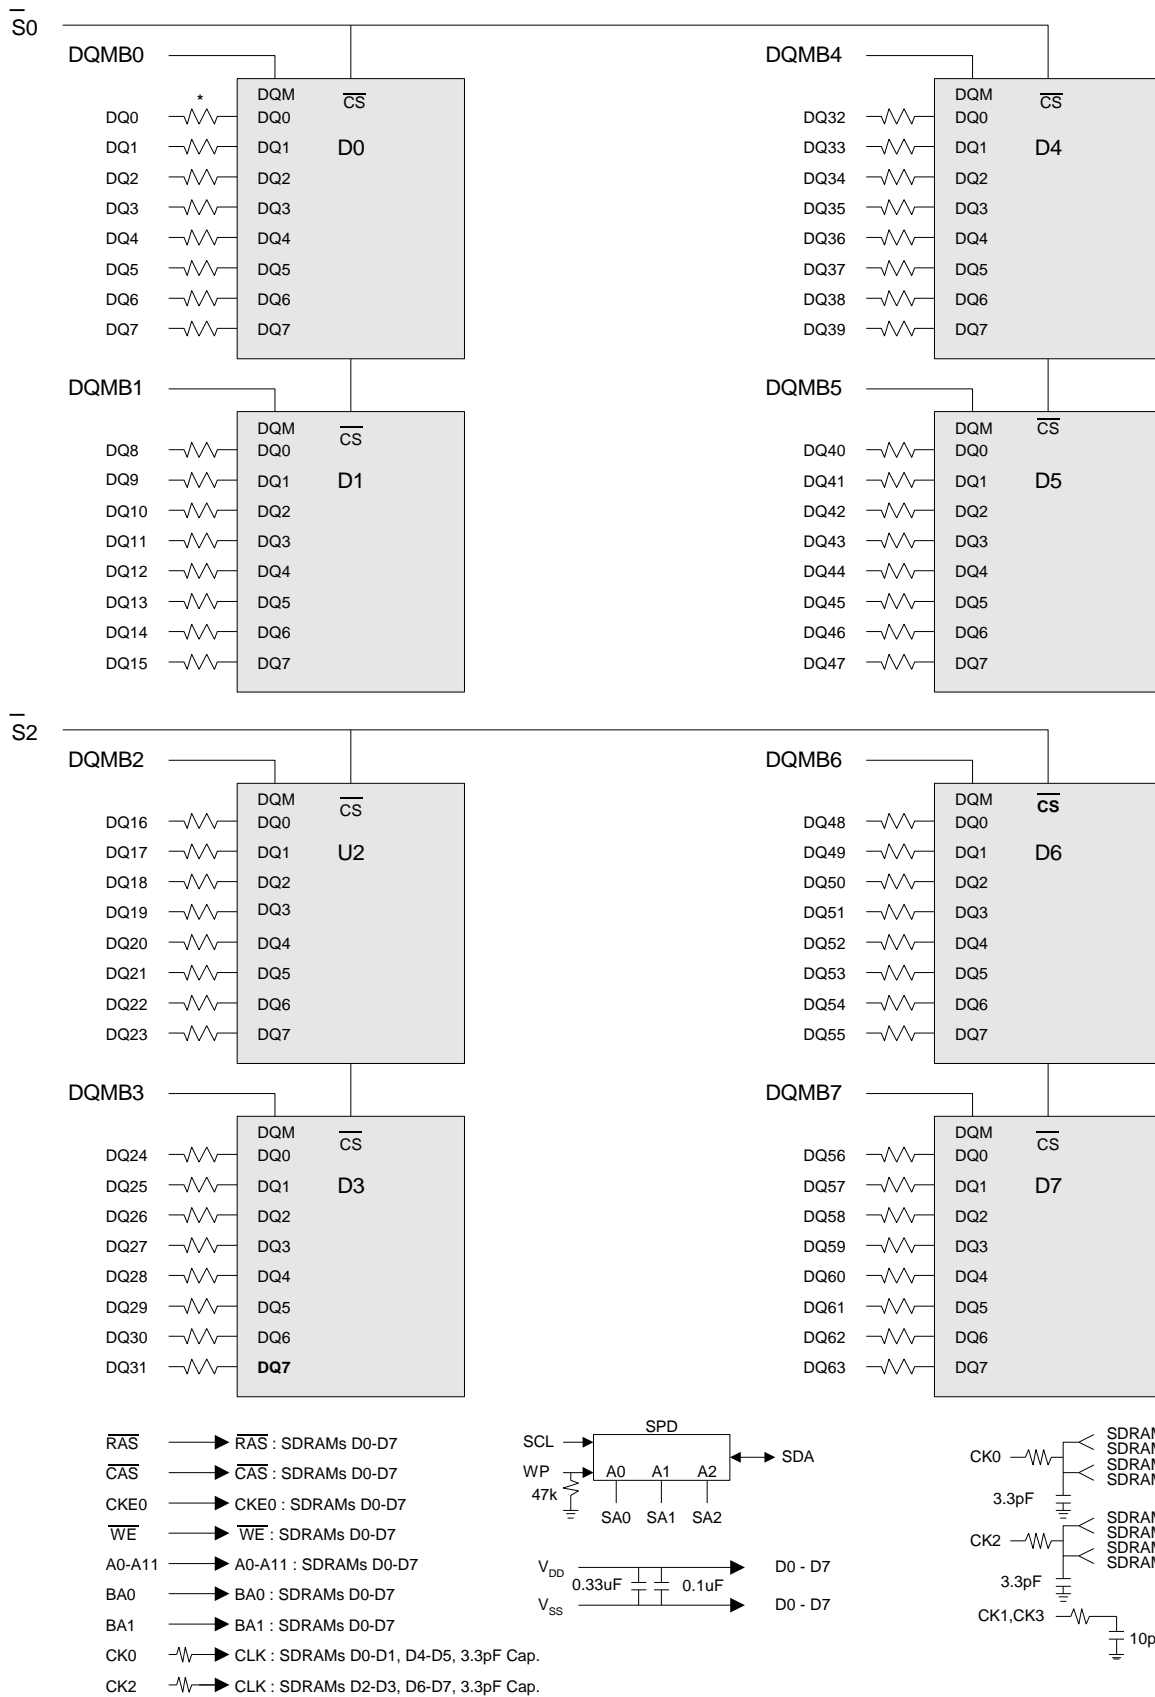 S0
DQMB0
*
DQM
CS
DQ0 DQ0
DQ1 DQ1 D0
DQ2 DQ2
DQ3 DQ3
DQ4 DQ4
DQ5 DQ5
DQ6 DQ6
DQ7 DQ7
DQMB4
DQM
CS
DQ32 DQ0
DQ33 DQ1 D4
DQ34 DQ2
DQ35 DQ3
DQ36 DQ4
DQ37 DQ5
DQ38 DQ6
DQ39 DQ7
DQMB1
DQM
CS
DQ8 DQ0
DQ9 DQ1 D1
DQ10 DQ2
DQ11 DQ3
DQ12 DQ4
DQ13 DQ5
DQ14 DQ6
DQ15 DQ7
DQMB5
DQM
CS
DQ40 DQ0
DQ41 DQ1 D5
DQ42 DQ2
DQ43 DQ3
DQ44 DQ4
DQ45 DQ5
DQ46 DQ6
DQ47 DQ7
S2
DQMB2
DQM
CS
DQ16 DQ0
DQ17 DQ1 U2
DQ18 DQ2
DQ19 DQ3
DQ20 DQ4
DQ21 DQ5
DQ22 DQ6
DQ23 DQ7
DQMB6
DQM
CS
DQ48 DQ0
DQ49 DQ1 D6
DQ50 DQ2
DQ51 DQ3
DQ52 DQ4
DQ53 DQ5
DQ54 DQ6
DQ55 DQ7
DQMB3
DQM
CS
DQ24 DQ0
DQ25 DQ1 D3
DQ26 DQ2
DQ27 DQ3
DQ28 DQ4
DQ29 DQ5
DQ30 DQ6
DQ31 DQ7
DQMB7
DQM
CS
DQ56 DQ0
DQ57 DQ1 D7
DQ58 DQ2
DQ59 DQ3
DQ60 DQ4
DQ61 DQ5
DQ62 DQ6
DQ63 DQ7
RAS RAS : SDRAMs D0-D7
CAS CAS : SDRAMs D0-D7
CKE0 CKE0 : SDRAMs D0-D7
WE WE : SDRAMs D0-D7
A0-A11 A0-A11 : SDRAMs D0-D7
BA0 BA0 : SDRAMs D0-D7
BA1 BA1 : SDRAMs D0-D7
CK0 CLK : SDRAMs D0-D1, D4-D5, 3.3pF Cap.
CK2 CLK : SDRAMs D2-D3, D6-D7, 3.3pF Cap.
SPD
SCL SDA
WP A0 A1 A2
47k
SA0 SA1 SA2
VDD D0 - D7
0.33uF 0.1uF
VSS D0 - D7
CK0
3.3pF
CK2
3.3pF
CK1,CK3